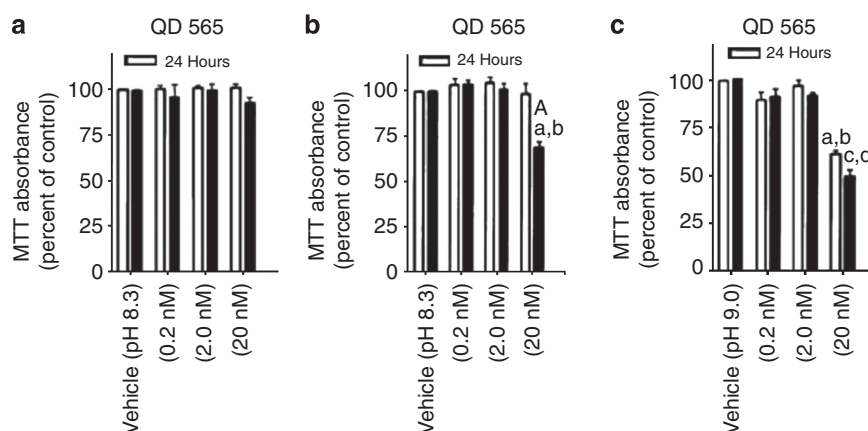 a
QD 565
24 Hours
MTT absorbance
(percent of control)
100
75
50
25
0
Vehicle (pH 8.3)
(0.2 nM)
(2.0 nM)
(20 nM)
b
QD 565
24 Hours
MTT absorbance
(percent of control)
100
75
50
25
0
A
a,b
Vehicle (pH 8.3)
(0.2 nM)
(2.0 nM)
(20 nM)
c
QD 565
24 Hours
MTT absorbance
(percent of control)
100
75
50
25
0
a,b
c,d
Vehicle (pH 9.0)
(0.2 nM)
(2.0 nM)
(20 nM)